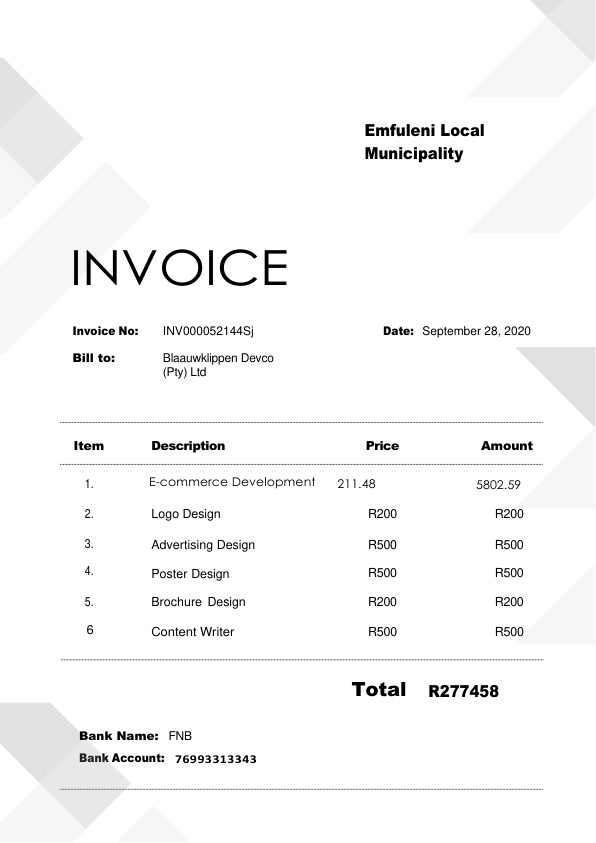 Emfuleni Local
Municipality
INVOICE
Invoice No: INV000052144Sj Date: September 28, 2020
Bill to: Blaauwklippen Devco
(Pty) Ltd
Item Description Price Amount
1. E-commerce Development 211.48 5802.59
2. Logo Design R200 R200
3. Advertising Design R500 R500
4. Poster Design R500 R500
5. Brochure Design R200 R200
6 Content Writer R500 R500
Total R277458
Bank Name: FNB
Bank Account: 76993313343